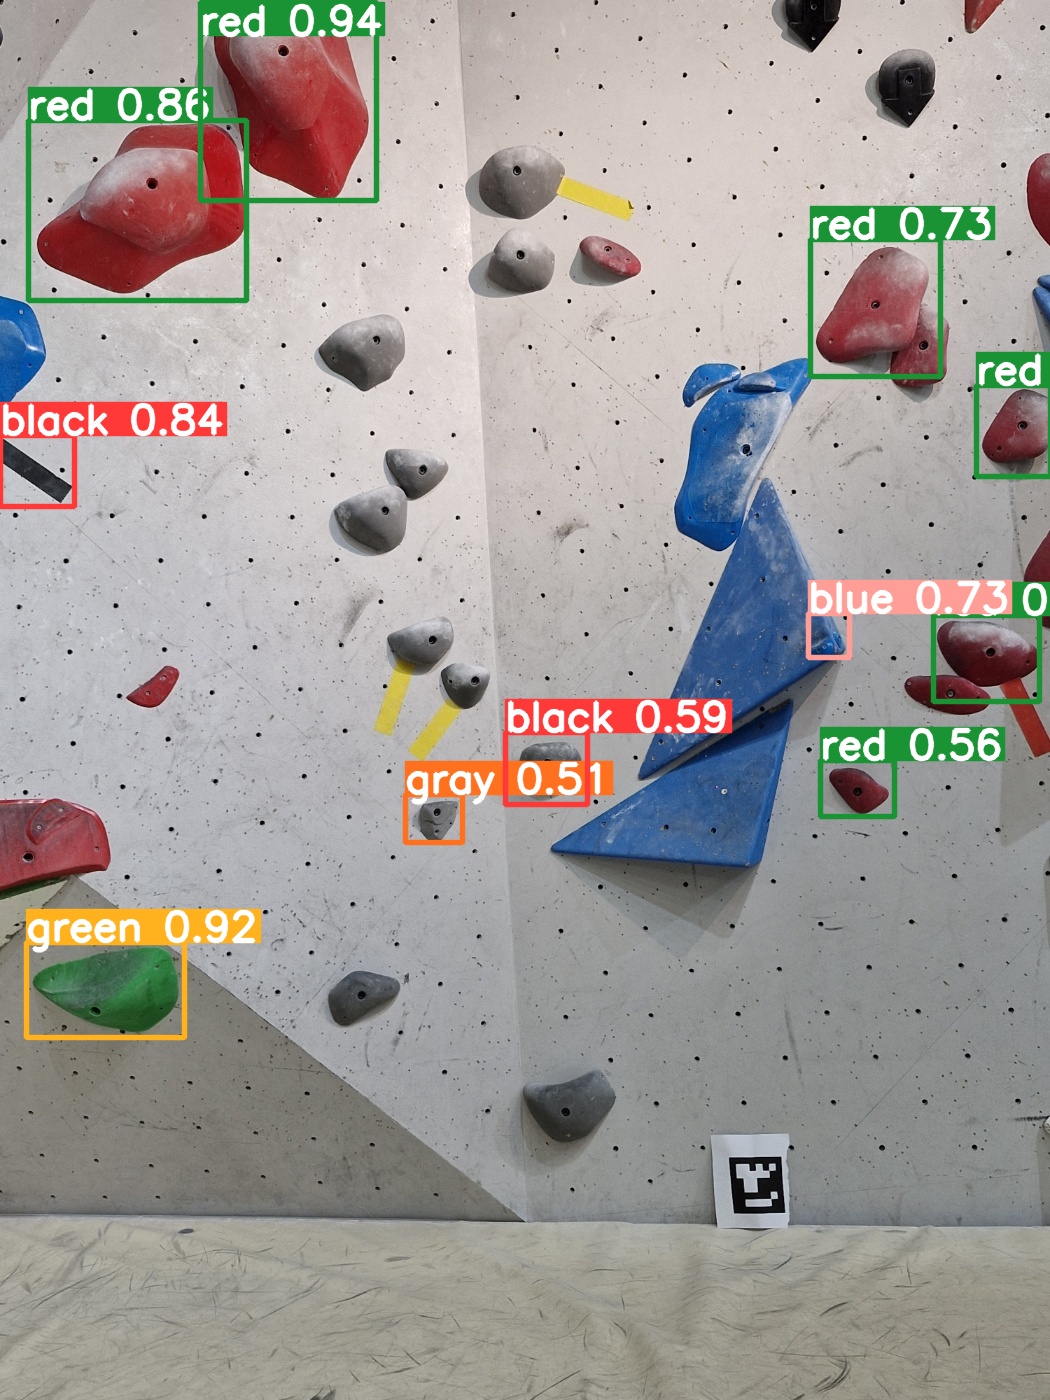 red 0.94
red 0.86
red 0.73
red
black 0.84
blue 0.73 0
black 0.59
red 0.56
gray 0.51
green 0.92